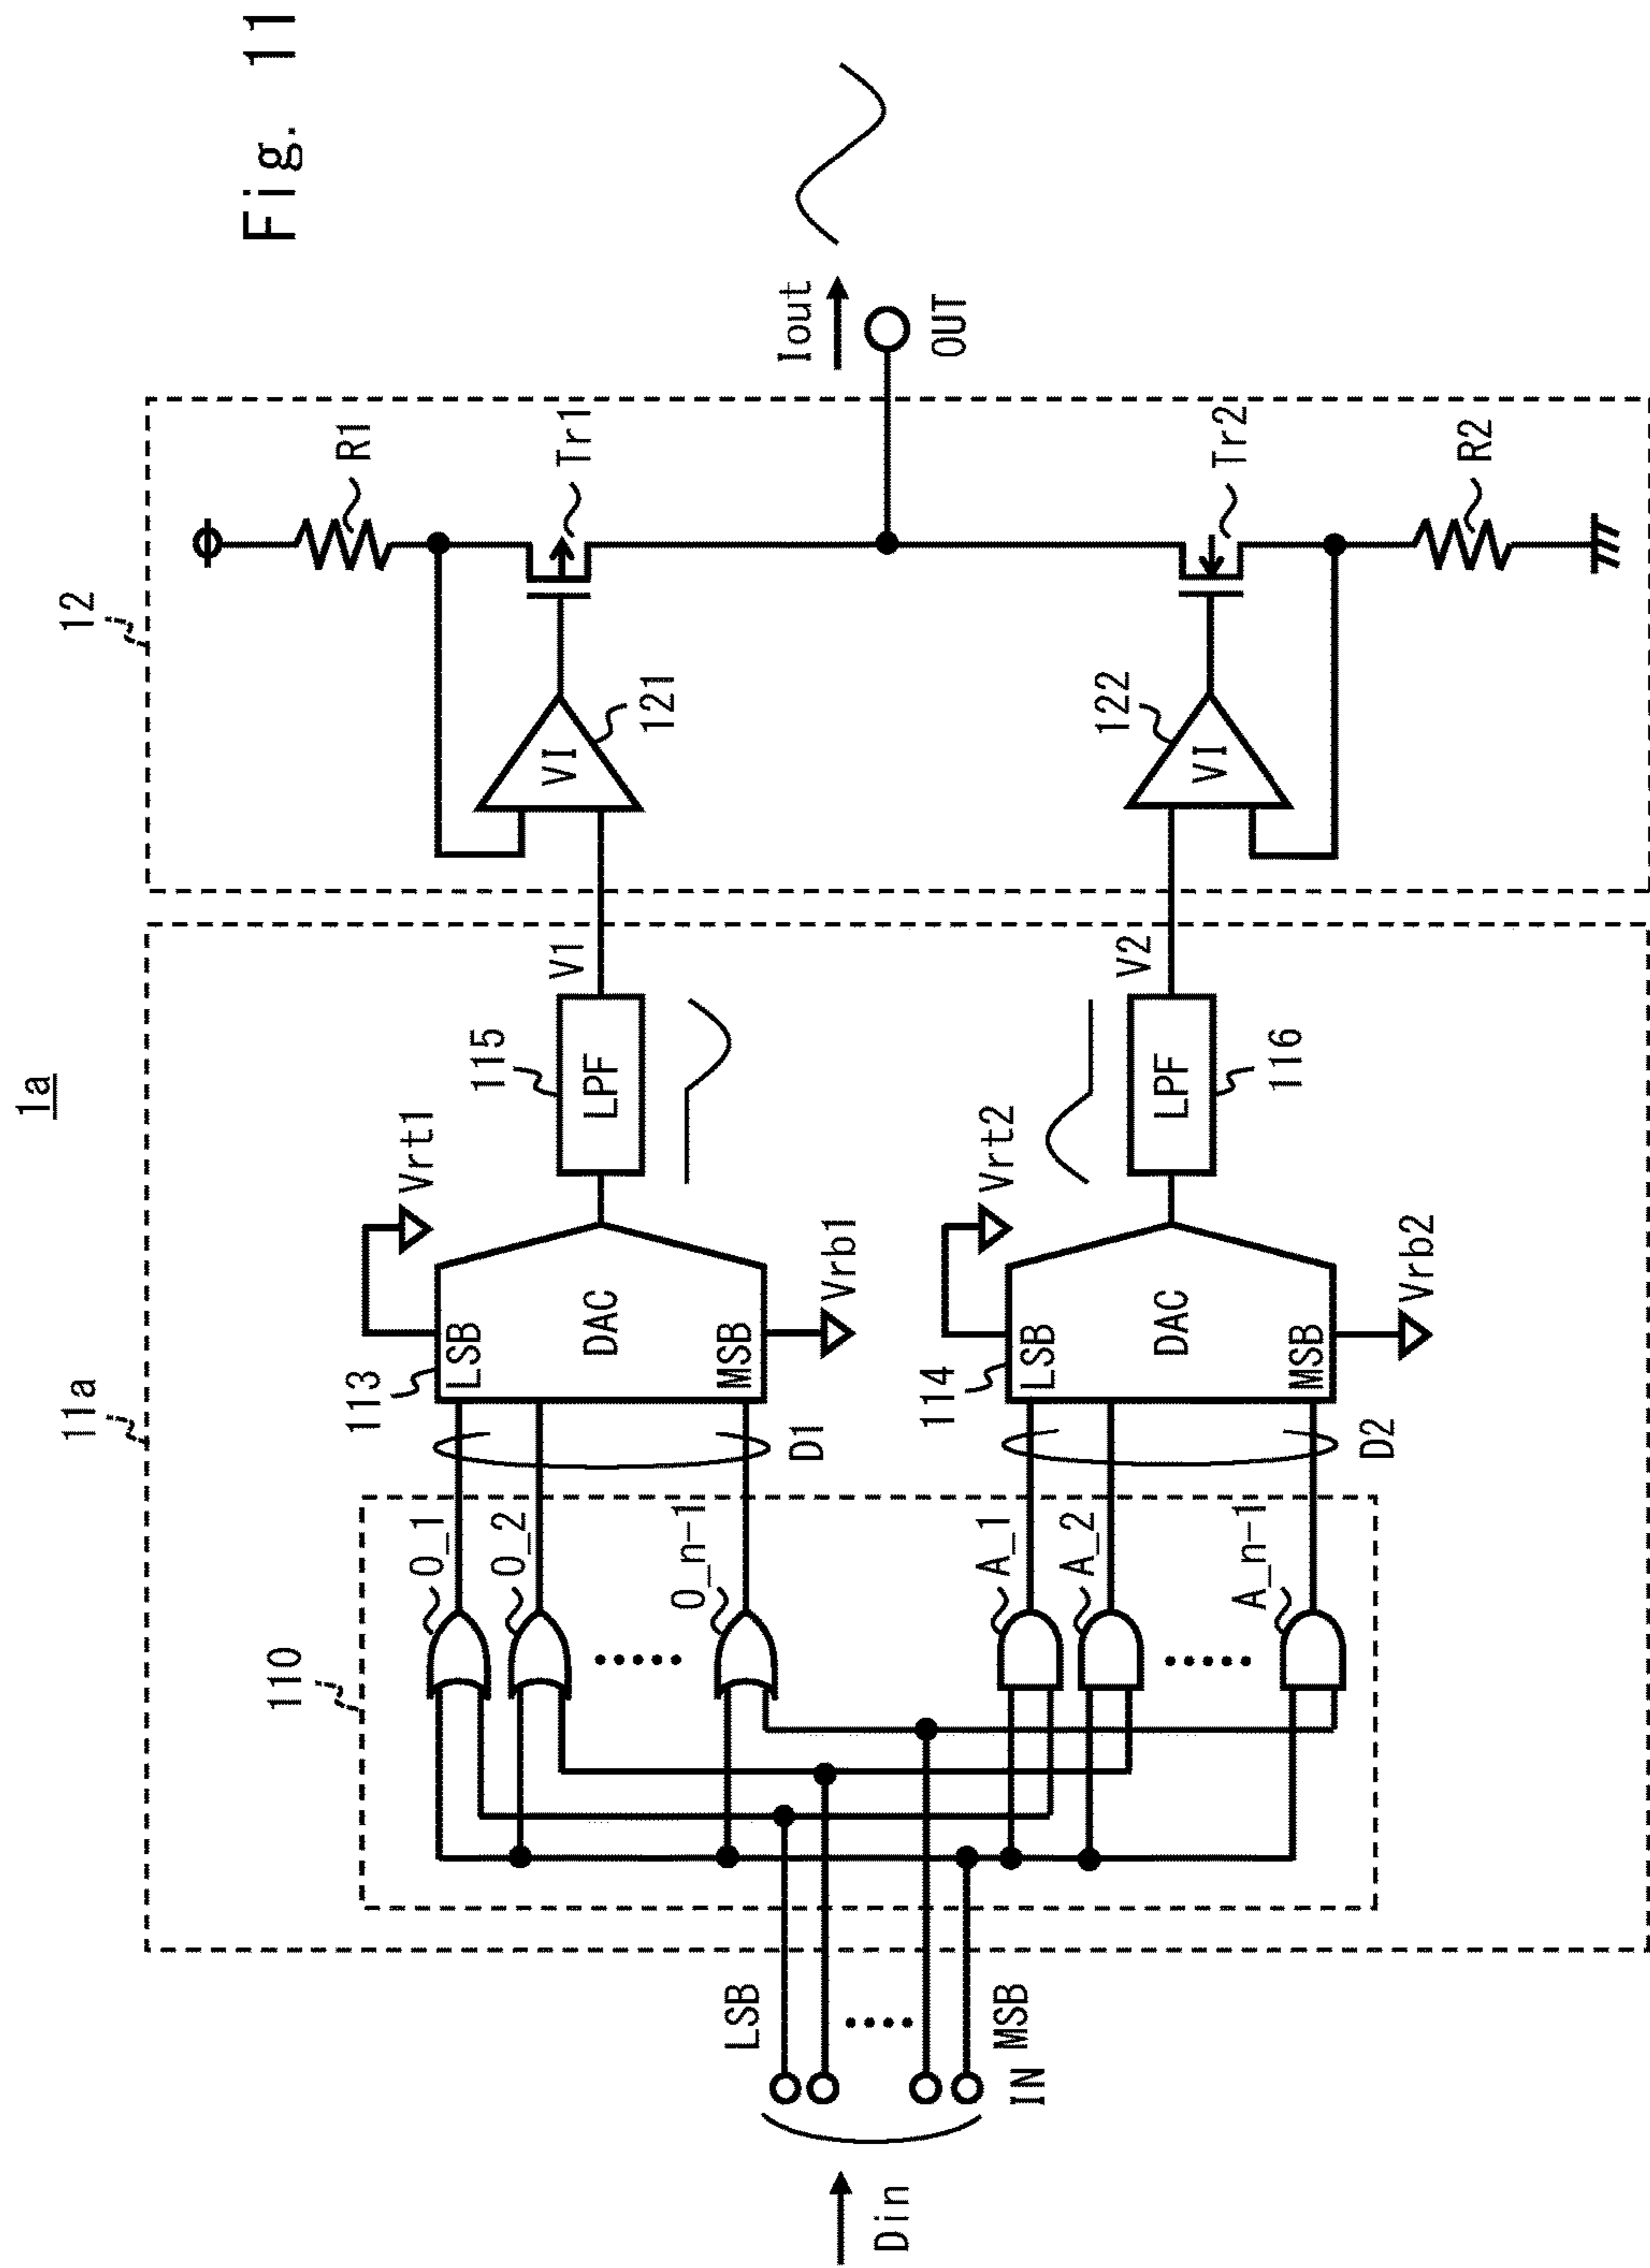 Fig. 11
1a
11a
12
110
O_1
O_2
O_n-1
A_1
A_2
A_n-1
Din
LSB
MSB
IN
D1
D2
113
LSB
DAC
MSB
Vrt1
Vrb1
114
LSB
DAC
MSB
Vrt2
Vrb2
115
LPF
V1
116
LPF
V2
VI
121
VI
122
R1
Tr1
Tr2
R2
Iout
OUT